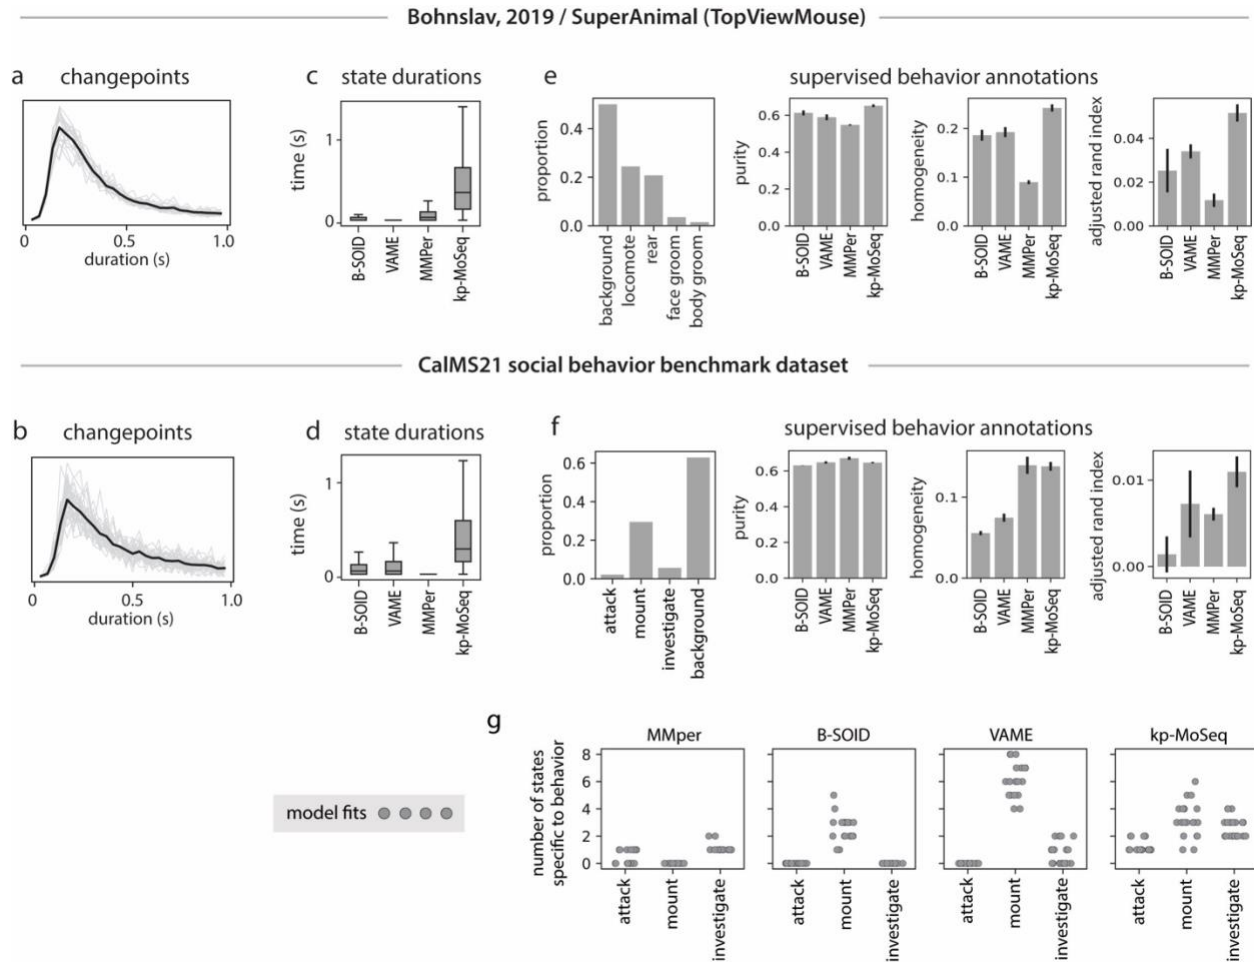 Bohnslav, 2019 / SuperAnimal (TopViewMouse)
a
changepoints
0
0.5
1.0
duration (s)
c
state durations
time (s)
1
0
B-SOID
VAME
MMPer
kp-MoSeq
e
supervised behavior annotations
proportion
0.4
0.2
0.0
background
locomote
rear
face groom
body groom
purity
0.6
0.4
0.2
0.0
B-SOID
VAME
MMPer
kp-MoSeq
homogeneity
0.2
0.1
0.0
B-SOID
VAME
MMPer
kp-MoSeq
adjusted rand index
0.04
0.02
0.00
B-SOID
VAME
MMPer
kp-MoSeq
CalMS21 social behavior benchmark dataset
b
changepoints
0
0.5
1.0
duration (s)
d
state durations
time (s)
1
0
B-SOID
VAME
MMPer
kp-MoSeq
f
supervised behavior annotations
proportion
0.6
0.4
0.2
0.0
attack
mount
investigate
background
purity
0.6
0.4
0.2
0.0
B-SOID
VAME
MMPer
kp-MoSeq
homogeneity
0.1
0.0
B-SOID
VAME
MMPer
kp-MoSeq
adjusted rand index
0.01
0.00
B-SOID
VAME
MMPer
kp-MoSeq
model fits
g
number of states
specific to behavior
8
6
4
2
0
MMper
attack
mount
investigate
B-SOID
attack
mount
investigate
VAME
attack
mount
investigate
kp-MoSeq
attack
mount
investigate